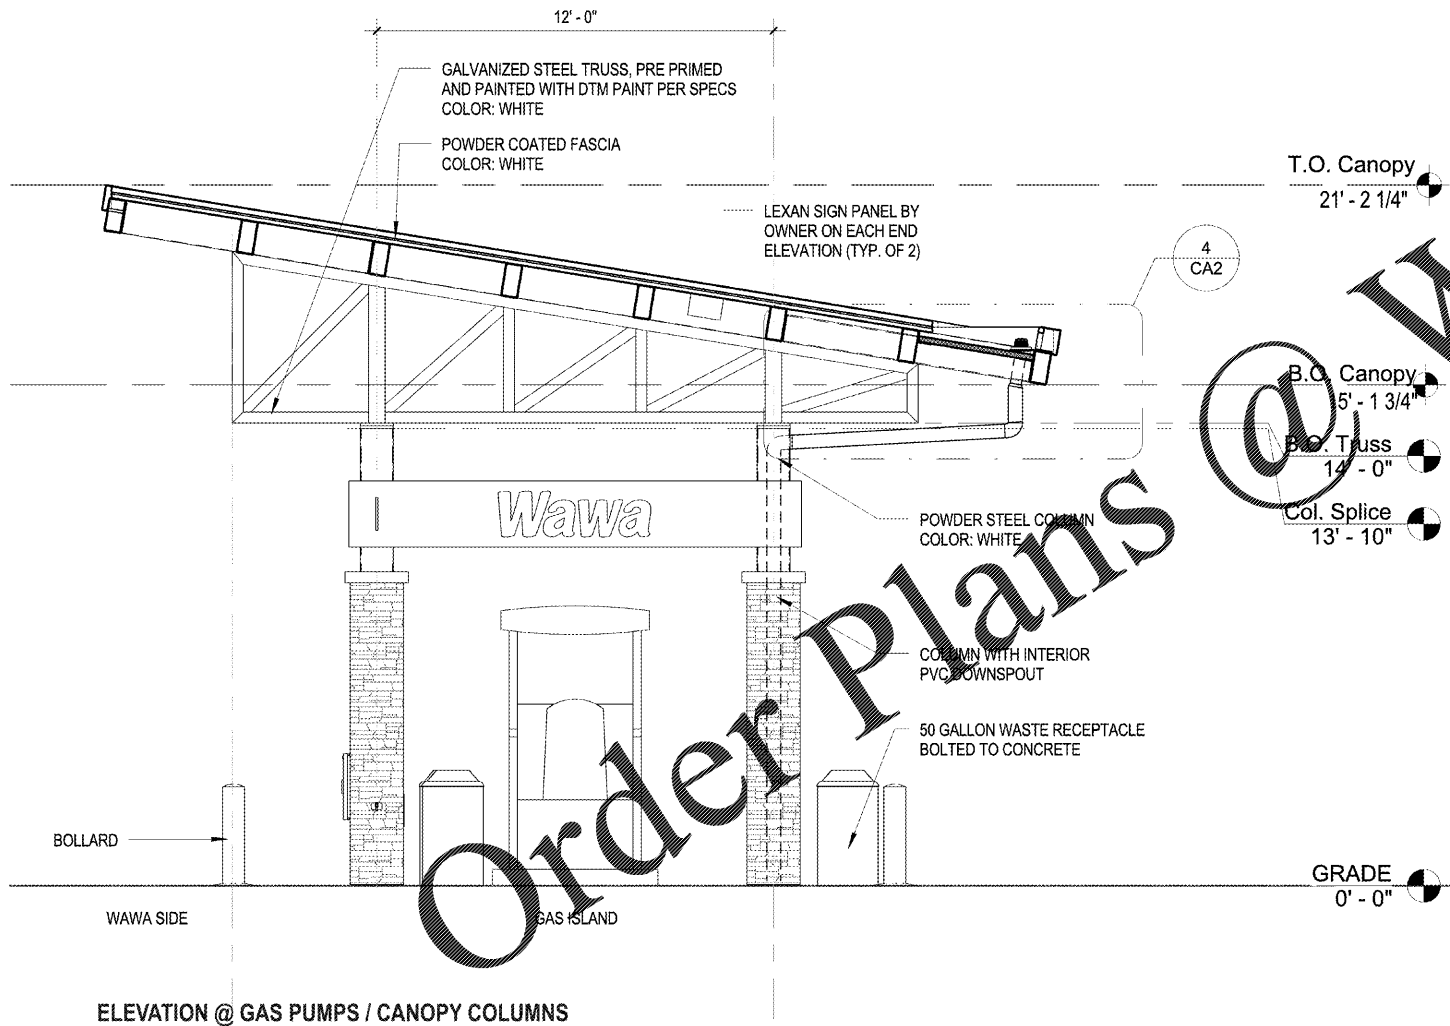 12' - 0"
GALVANIZED STEEL TRUSS, PRE PRIMED
AND PAINTED WITH DTM PAINT PER SPECS
COLOR: WHITE
POWDER COATED FASCIA
COLOR: WHITE
T.O. Canopy
21' - 2 1/4"
LEXAN SIGN PANEL BY
OWNER ON EACH END
ELEVATION (TYP. OF 2)
4
CA2
B.O. Canopy
5' - 1 3/4"
B.O. Truss
14' - 0"
Col. Splice
13' - 10"
Wawa
POWDER STEEL COLUMN
COLOR: WHITE
COLUMN WITH INTERIOR
PVC DOWNSPOUT
50 GALLON WASTE RECEPTACLE
BOLTED TO CONCRETE
BOLLARD
GRADE
0' - 0"
WAWA SIDE
GAS ISLAND
ELEVATION @ GAS PUMPS / CANOPY COLUMNS
Order Plans @